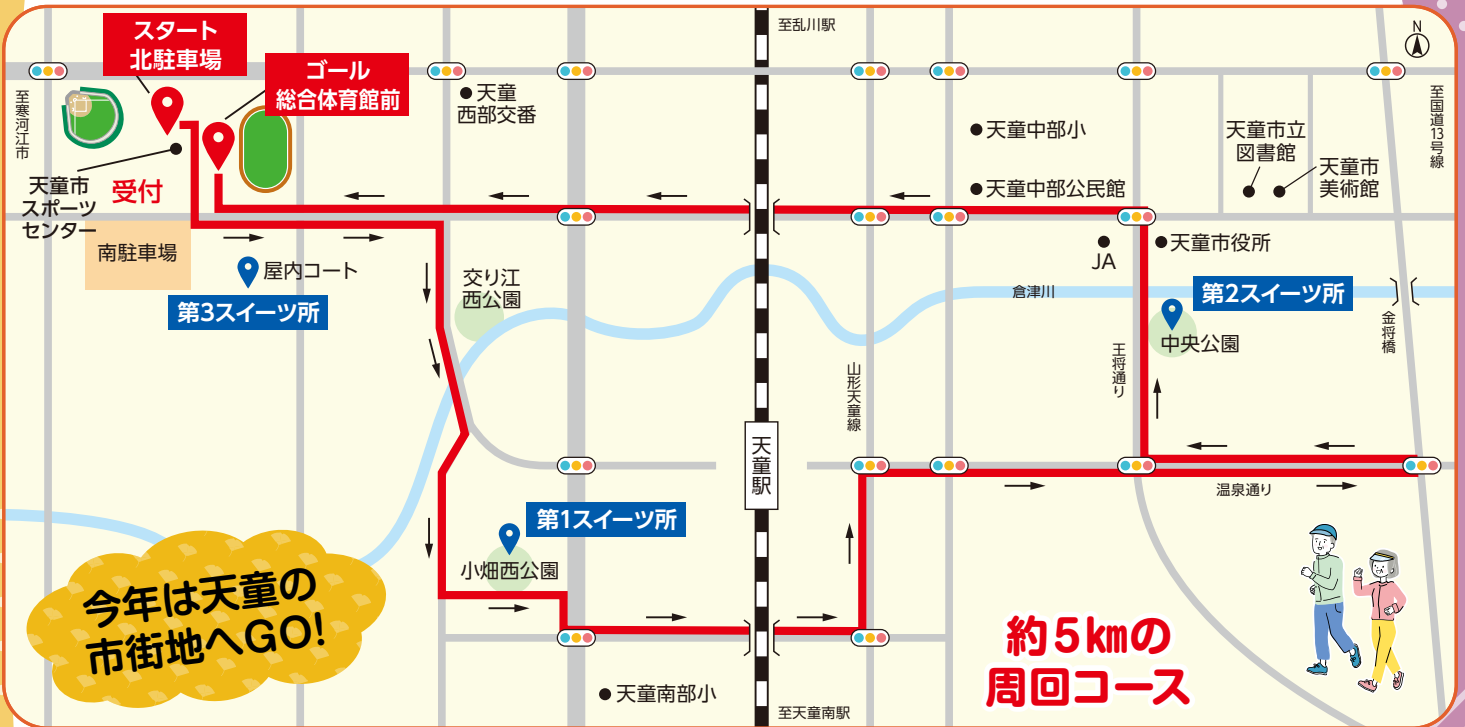 スタート
北駐車場
ゴール
総合体育館前
至乱川駅
N
至寒河江市
天童
西部交番
天童中部小
天童市立
図書館
天童市
美術館
至国道13号線
天童市
スポーツ
センター
受付
天童中部公民館
南駐車場
屋内コート
第3スイーツ所
交り江
西公園
JA
天童市役所
倉津川
第2スイーツ所
中央公園
金将橋
王将通り
山形天童線
天童駅
温泉通り
第1スイーツ所
小畑西公園
今年は天童の
市街地へGO!
天童南部小
至天童南駅
約5kmの
周回コース